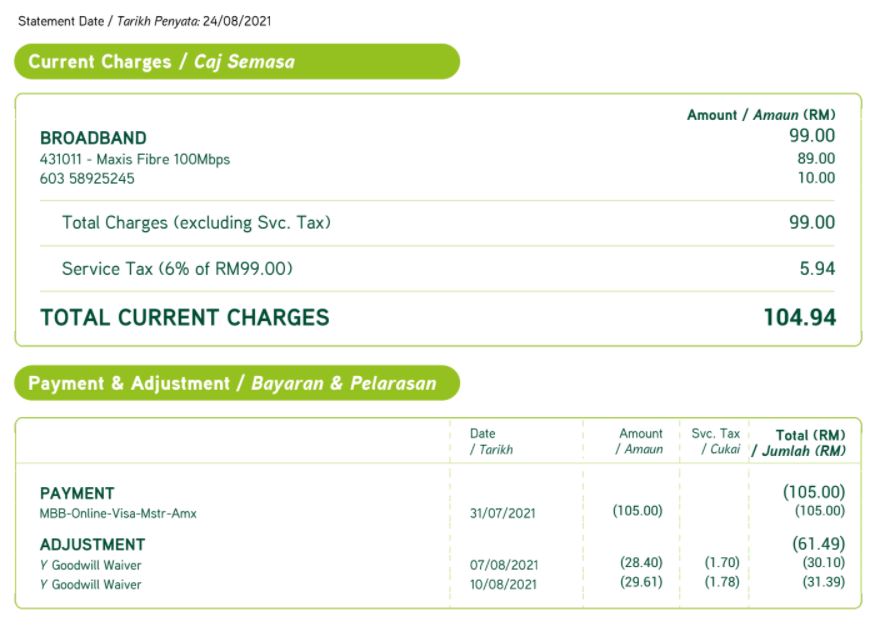 Statement Date / Tarikh Penyata: 24/08/2021
Current Charges / Caj Semasa
Amount / Amaun (RM)
BROADBAND 99.00
431011 - Maxis Fibre 100Mbps 89.00
603 58925245 10.00
Total Charges (excluding Svc. Tax) 99.00
Service Tax (6% of RM99.00) 5.94
TOTAL CURRENT CHARGES 104.94
Payment & Adjustment / Bayaran & Pelarasan
Date Amount Svc. Tax Total (RM)
/ Tarikh / Amaun / Cukai / Jumlah (RM)
PAYMENT (105.00)
MBB-Online-Visa-Mstr-Amx 31/07/2021 (105.00) (105.00)
ADJUSTMENT (61.49)
Y Goodwill Waiver 07/08/2021 (28.40) (1.70) (30.10)
Y Goodwill Waiver 10/08/2021 (29.61) (1.78) (31.39)